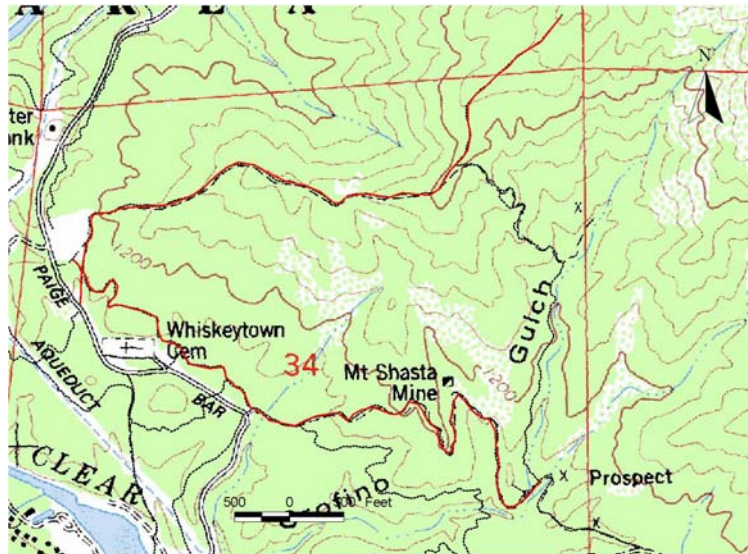 A R E A
N
ter
onk
X
1200
Gulch
PAIGE
Whiskeytown
Cem
34
Mt Shasta
Mine
1200
AQUEDUCT
BAR
CLEAR
X Prospect
500 0 500 Feet
X